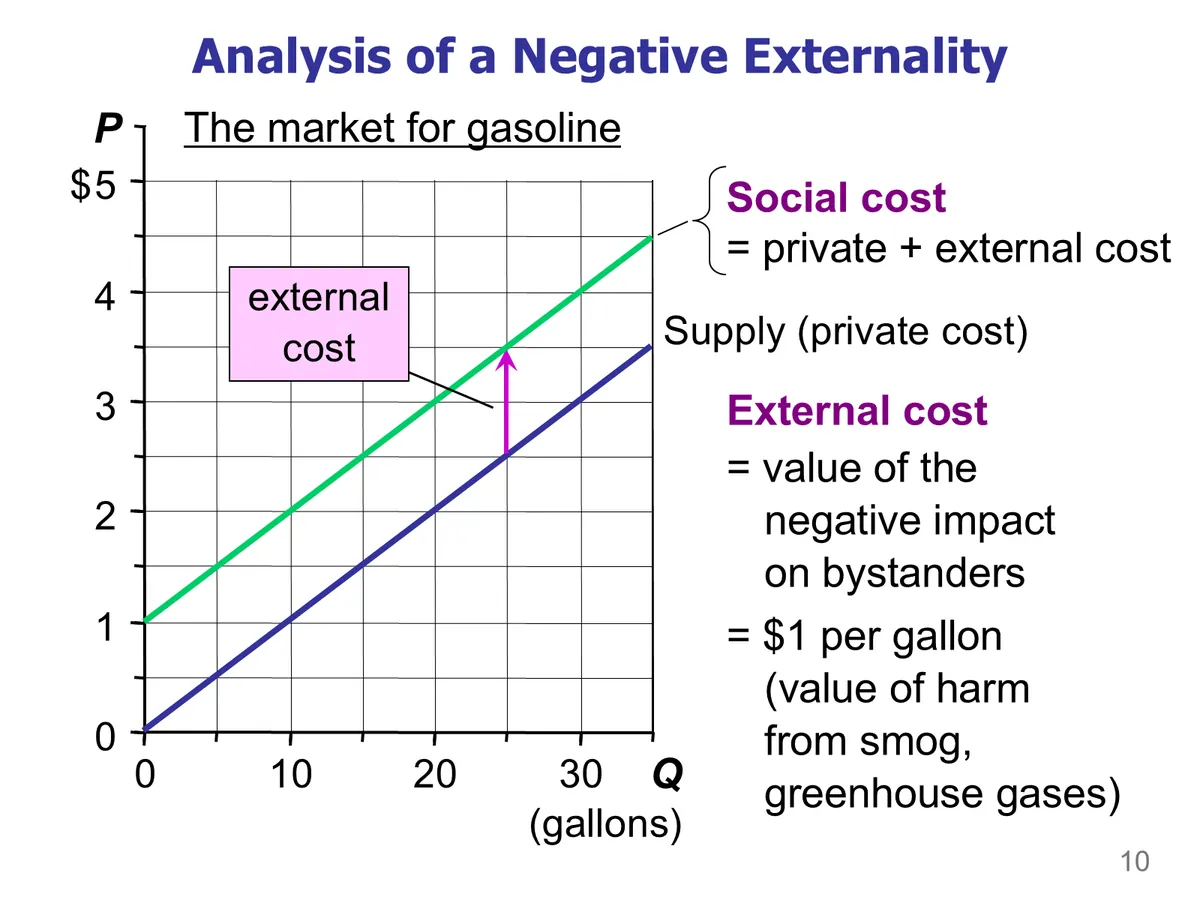 Analysis of a Negative Externality
P
The market for gasoline
$5
4
3
2
1
0
0
10
20
30
Q
(gallons)
external
cost
Social cost
= private + external cost
Supply (private cost)
External cost
= value of the
negative impact
on bystanders
= $1 per gallon
(value of harm
from smog,
greenhouse gases)
10